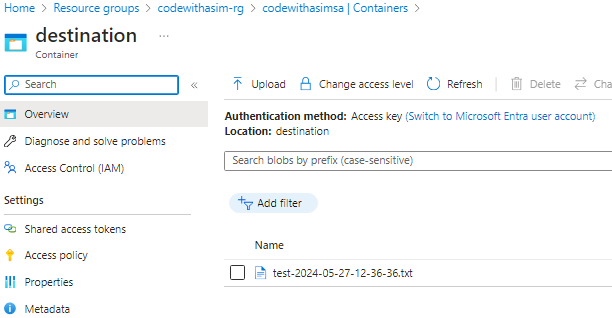 Home > Resource groups > codewithasim-rg > codewithasimsa | Containers >
destination ...
Container
Search «
Overview
Diagnose and solve problems
Access Control (IAM)
Settings
Shared access tokens
Access policy
Properties
Metadata
Upload Change access level Refresh Delete Cha
Authentication method: Access key (Switch to Microsoft Entra user account)
Location: destination
Search blobs by prefix (case-sensitive)
Add filter
Name
test-2024-05-27-12-36-36.txt